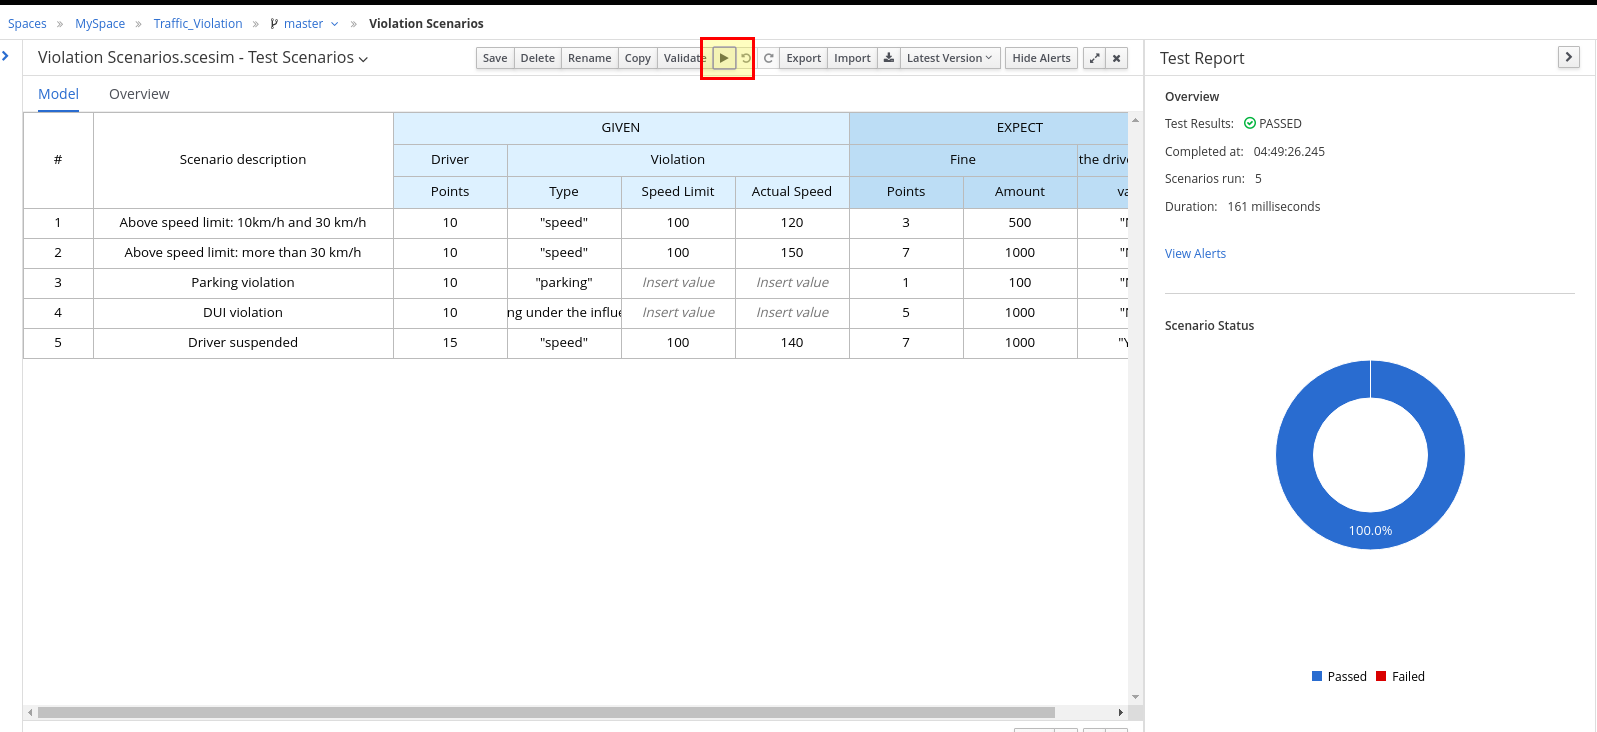 Spaces » MySpace » Traffic_Violation » master » Violation Scenarios
Violation Scenarios.scesim - Test Scenarios
Save Delete Rename Copy Validate Export Import Latest Version Hide Alerts
Test Report
Model Overview
Overview
Test Results: PASSED
Completed at: 04:49:26.245
Scenarios run: 5
Duration: 161 milliseconds
View Alerts
Scenario Status
100.0%
Passed Failed
# Scenario description GIVEN EXPECT
Driver Violation Fine the
Points Type Speed Limit Actual Speed Points Amount
1 Above speed limit: 10km/h and 30 km/h 10 "speed" 100 120 3 500
2 Above speed limit: more than 30 km/h 10 "speed" 100 150 7 1000
3 Parking violation 10 "parking" Insert value Insert value 1 100
4 DUI violation 10 ng under the influe Insert value Insert value 5 1000
5 Driver suspended 15 "speed" 100 140 7 1000